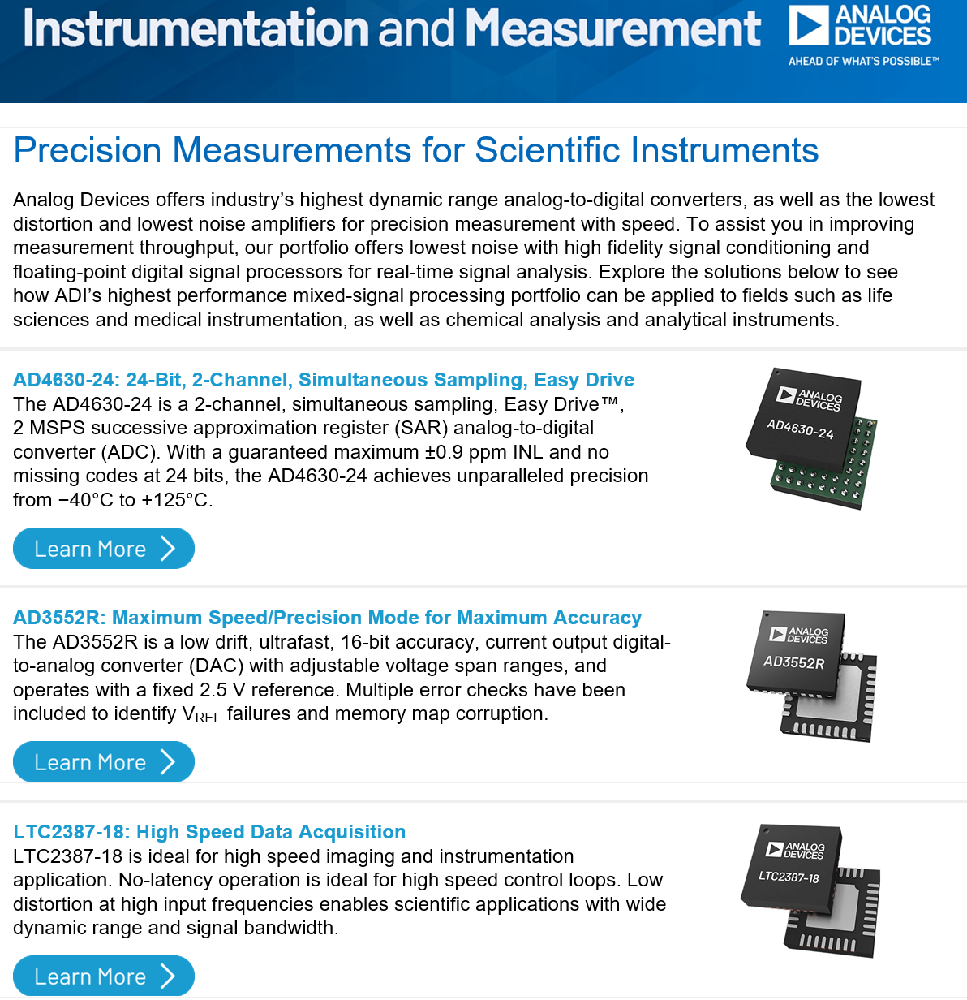 Instrumentation and Measurement
ANALOG
DEVICES
AHEAD OF WHAT'S POSSIBLE™
Precision Measurements for Scientific Instruments
Analog Devices offers industry’s highest dynamic range analog-to-digital converters, as well as the lowest
distortion and lowest noise amplifiers for precision measurement with speed. To assist you in improving
measurement throughput, our portfolio offers lowest noise with high fidelity signal conditioning and
floating-point digital signal processors for real-time signal analysis. Explore the solutions below to see
how ADI’s highest performance mixed-signal processing portfolio can be applied to fields such as life
sciences and medical instrumentation, as well as chemical analysis and analytical instruments.
AD4630-24: 24-Bit, 2-Channel, Simultaneous Sampling, Easy Drive
The AD4630-24 is a 2-channel, simultaneous sampling, Easy Drive™,
2 MSPS successive approximation register (SAR) analog-to-digital
converter (ADC). With a guaranteed maximum ±0.9 ppm INL and no
missing codes at 24 bits, the AD4630-24 achieves unparalleled precision
from −40°C to +125°C.
Learn More
ANALOG
DEVICES
AD4630-24
AD3552R: Maximum Speed/Precision Mode for Maximum Accuracy
The AD3552R is a low drift, ultrafast, 16-bit accuracy, current output digital-
to-analog converter (DAC) with adjustable voltage span ranges, and
operates with a fixed 2.5 V reference. Multiple error checks have been
included to identify VREF failures and memory map corruption.
Learn More
ANALOG
DEVICES
AD3552R
LTC2387-18: High Speed Data Acquisition
LTC2387-18 is ideal for high speed imaging and instrumentation
application. No-latency operation is ideal for high speed control loops. Low
distortion at high input frequencies enables scientific applications with wide
dynamic range and signal bandwidth.
Learn More
ANALOG
DEVICES
LTC2387-18